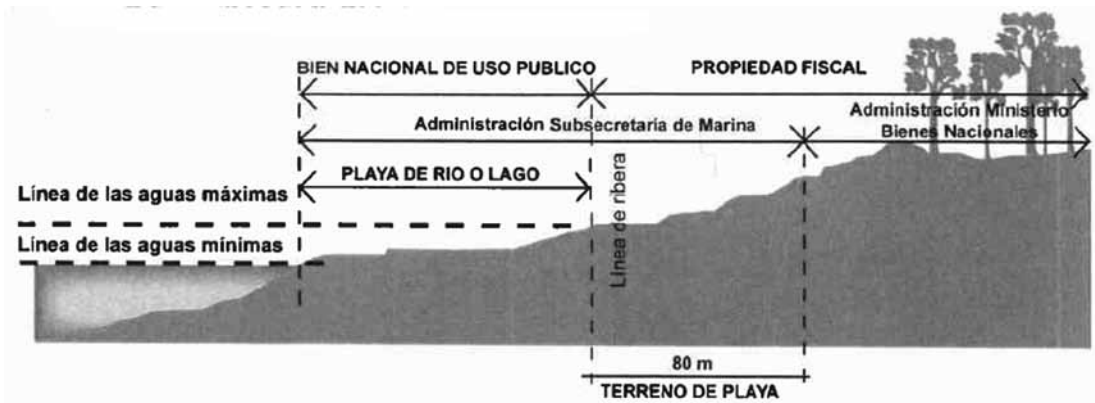 BIEN NACIONAL DE USO PUBLICO
PROPIEDAD FISCAL
Administración Subsecretaria de Marina
Administración Ministerio
Bienes Nacionales
PLAYA DE RIO O LAGO
Línea de las aguas máximas
Línea de las aguas mínimas
Línea de ribera
80 m
TERRENO DE PLAYA